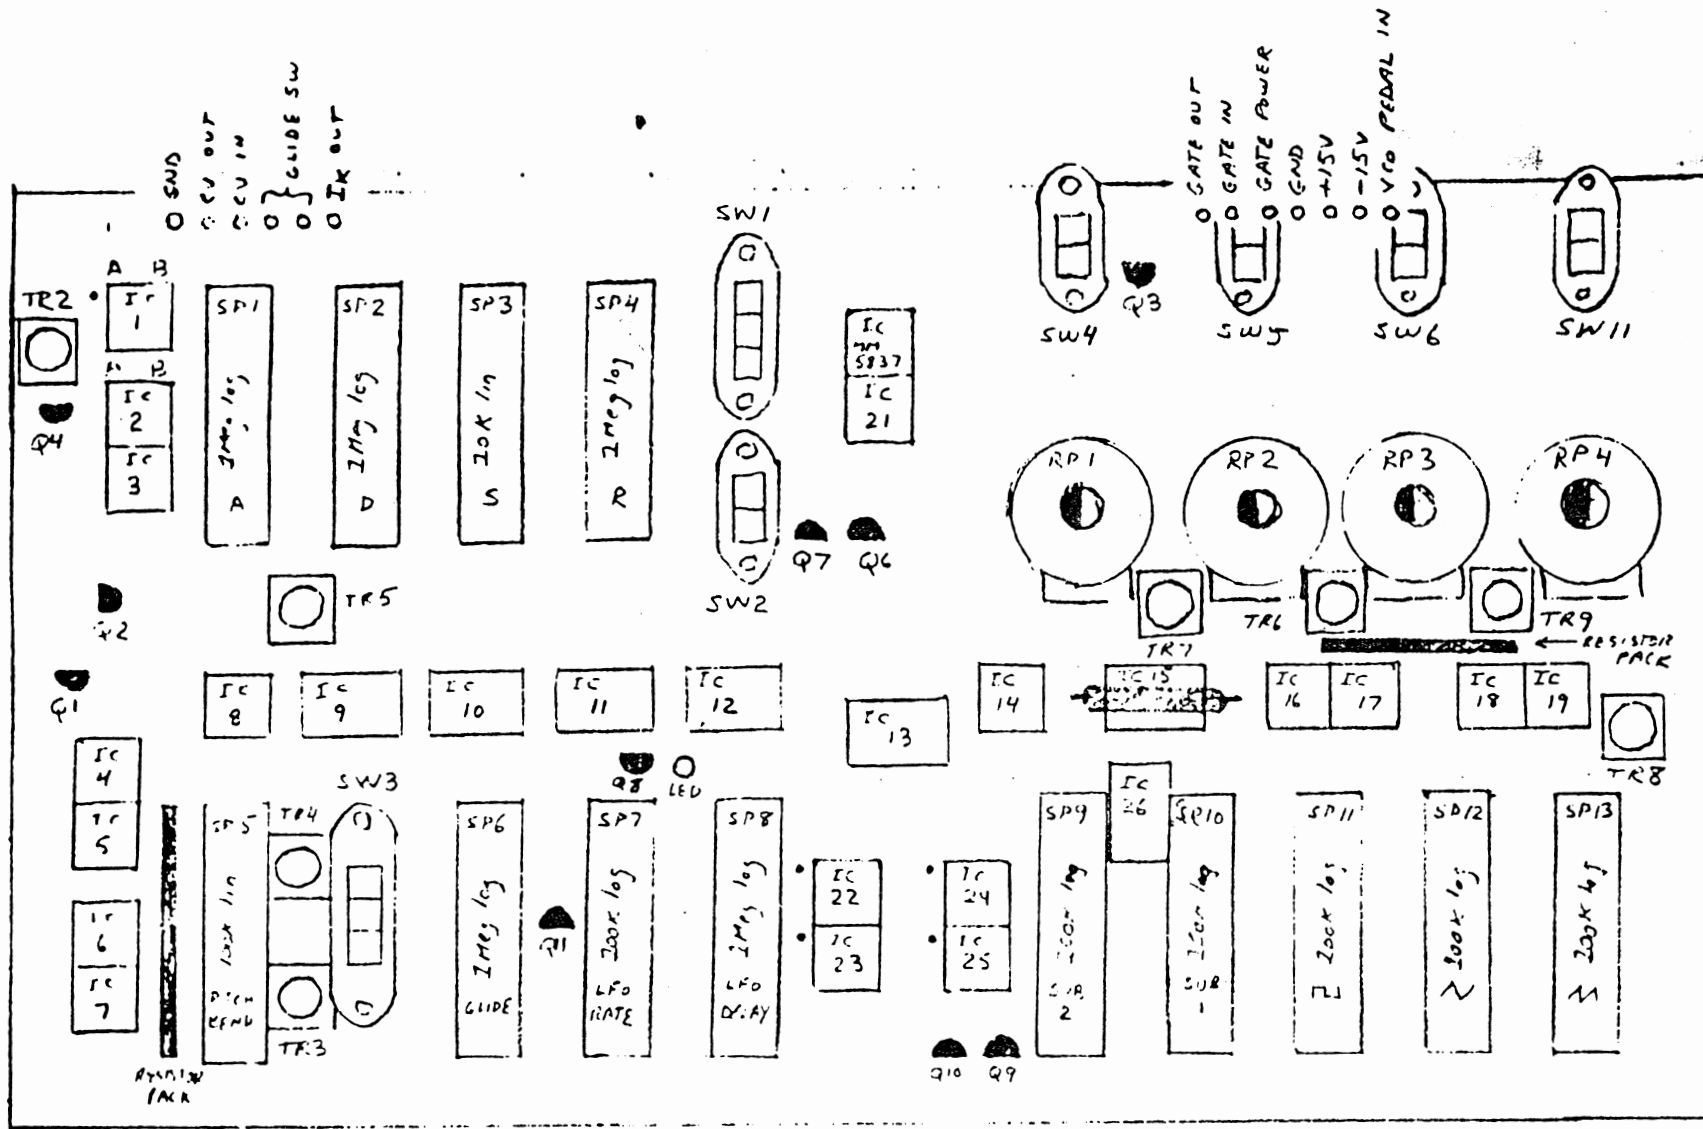 GND
CV OUT
CV IN
GLIDE SW
IK OUT
GATE OUT
GATE IN
GATE POWER
GND
+15V
-15V
VCO PEDAL IN
SW1
SW4
Q3
SW5
SW6
SW11
TR2
A B
IC
1
A B
IC
2
IC
3
Q4
SP1
1Meg log
A
SP2
1Meg log
D
SP3
20K lin
S
SP4
1Meg log
R
IC
MM
5837
IC
21
SW2
Q7
Q6
RP1
RP2
RP3
RP4
Q2
TR5
TR7
TR6
TR9
← RESISTOR
PACK
Q1
IC
8
IC
9
IC
10
IC
11
IC
12
IC
13
IC
14
IC 15
IC
16
IC
17
IC
18
IC
19
TR8
IC
4
IC
5
IC
6
IC
7
RESISTOR
PACK
SP5
100K lin
PITCH
BEND
TR4
TR3
SW3
SP6
1Meg log
GLIDE
Q11
Q8
LED
SP7
200K log
LFO
RATE
SP8
1Meg log
LFO
DELAY
IC
22
IC
23
IC
24
IC
25
Q10
Q9
SP9
log
SUB
2
IC
26
SP10
log
SUB
1
SP11
200K log
SP12
200K log
SP13
200K log